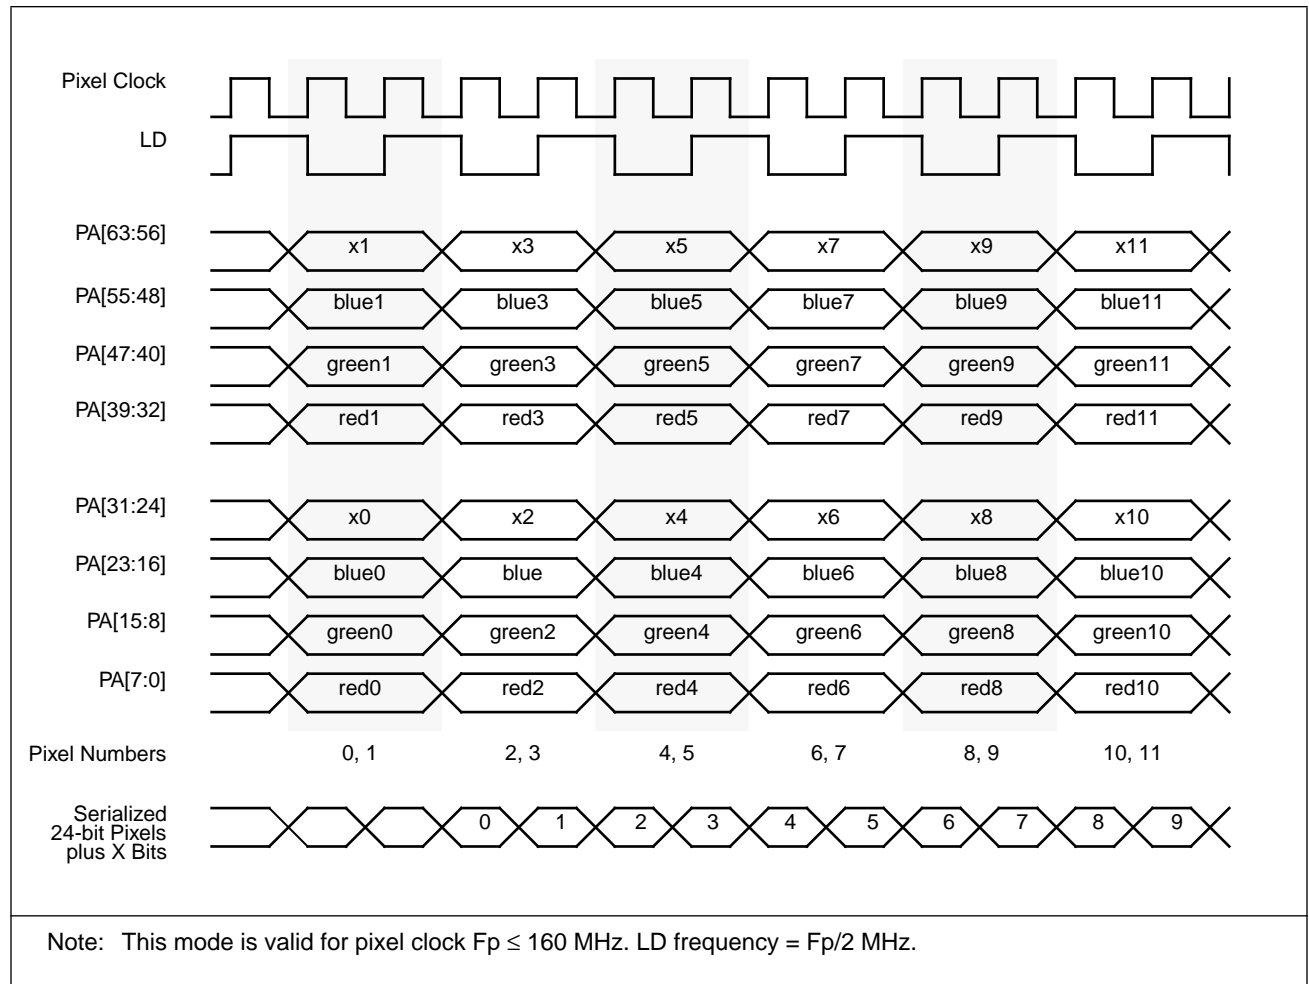 Pixel Clock
LD
PA[63:56] x1 x3 x5 x7 x9 x11
PA[55:48] blue1 blue3 blue5 blue7 blue9 blue11
PA[47:40] green1 green3 green5 green7 green9 green11
PA[39:32] red1 red3 red5 red7 red9 red11
PA[31:24] x0 x2 x4 x6 x8 x10
PA[23:16] blue0 blue blue4 blue6 blue8 blue10
PA[15:8] green0 green2 green4 green6 green8 green10
PA[7:0] red0 red2 red4 red6 red8 red10
Pixel Numbers 0, 1 2, 3 4, 5 6, 7 8, 9 10, 11
Serialized
24-bit Pixels 0 1 2 3 4 5 6 7 8 9
plus X Bits
Note: This mode is valid for pixel clock Fp ≤ 160 MHz. LD frequency = Fp/2 MHz.